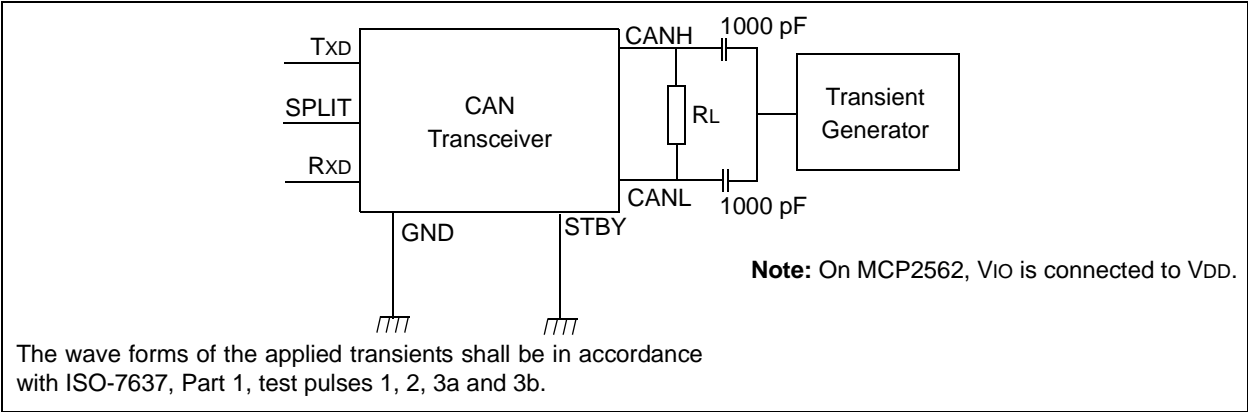 TXD
SPLIT
RXD
CAN
Transceiver
CANH
1000 pF
RL
CANL
1000 pF
Transient
Generator
GND
STBY
Note: On MCP2562, VIO is connected to VDD.
The wave forms of the applied transients shall be in accordance
with ISO-7637, Part 1, test pulses 1, 2, 3a and 3b.